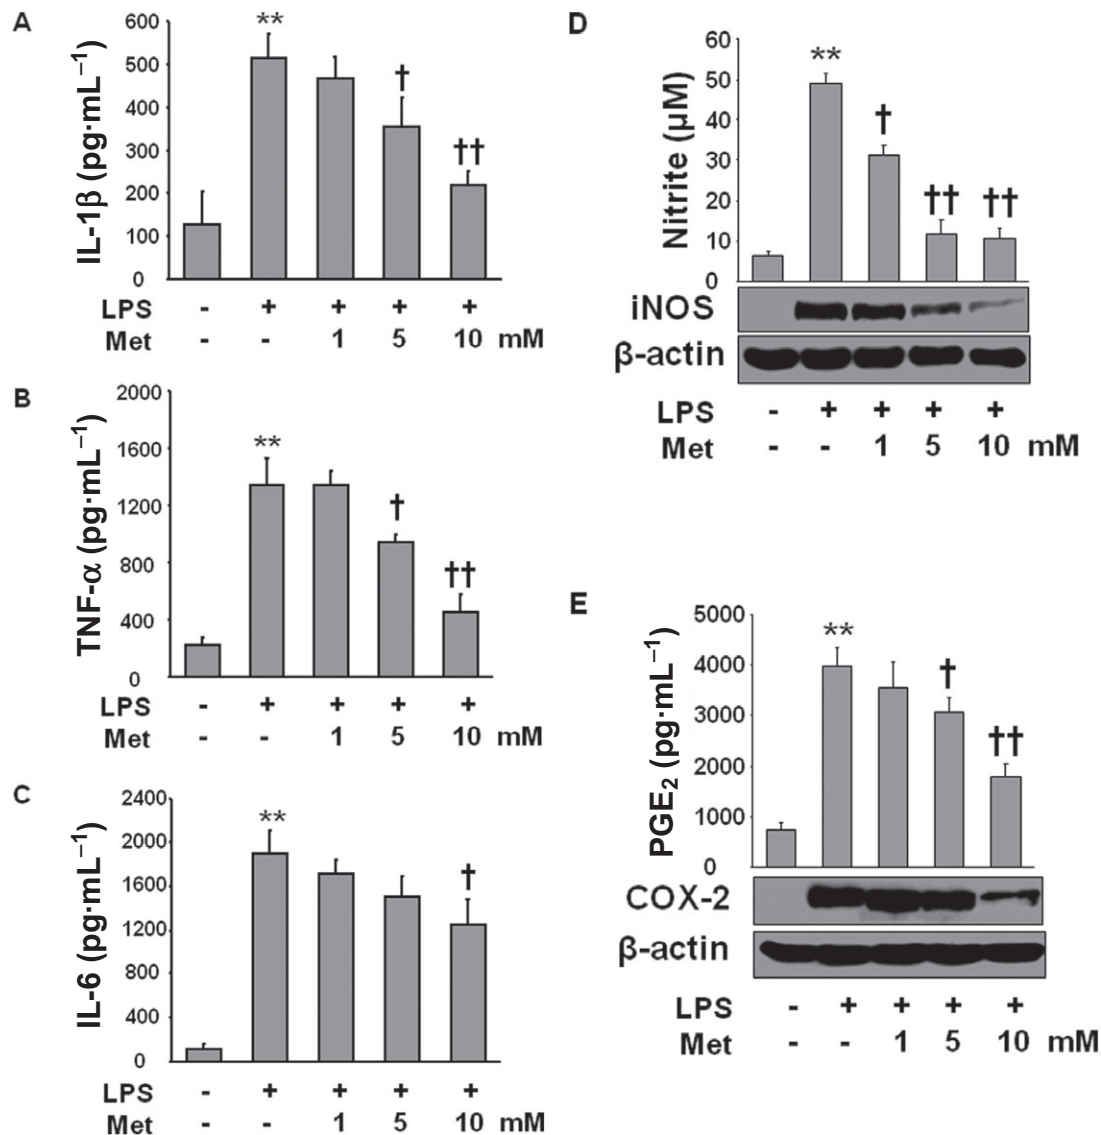 A
IL-1β (pg·mL⁻¹)
600
500
400
300
200
100
0
**
†
††
LPS - + + + +
Met - - 1 5 10 mM
B
TNF-α (pg·mL⁻¹)
2000
1600
1200
800
400
0
**
†
††
LPS - + + + +
Met - - 1 5 10 mM
C
IL-6 (pg·mL⁻¹)
2400
2000
1600
1200
800
400
0
**
†
LPS - + + + +
Met - - 1 5 10 mM
D
Nitrite (μM)
60
50
40
30
20
10
0
**
†
††
††
iNOS
β-actin
LPS - + + + +
Met - - 1 5 10 mM
E
PGE₂ (pg·mL⁻¹)
5000
4000
3000
2000
1000
0
**
†
††
COX-2
β-actin
LPS - + + + +
Met - - 1 5 10 mM